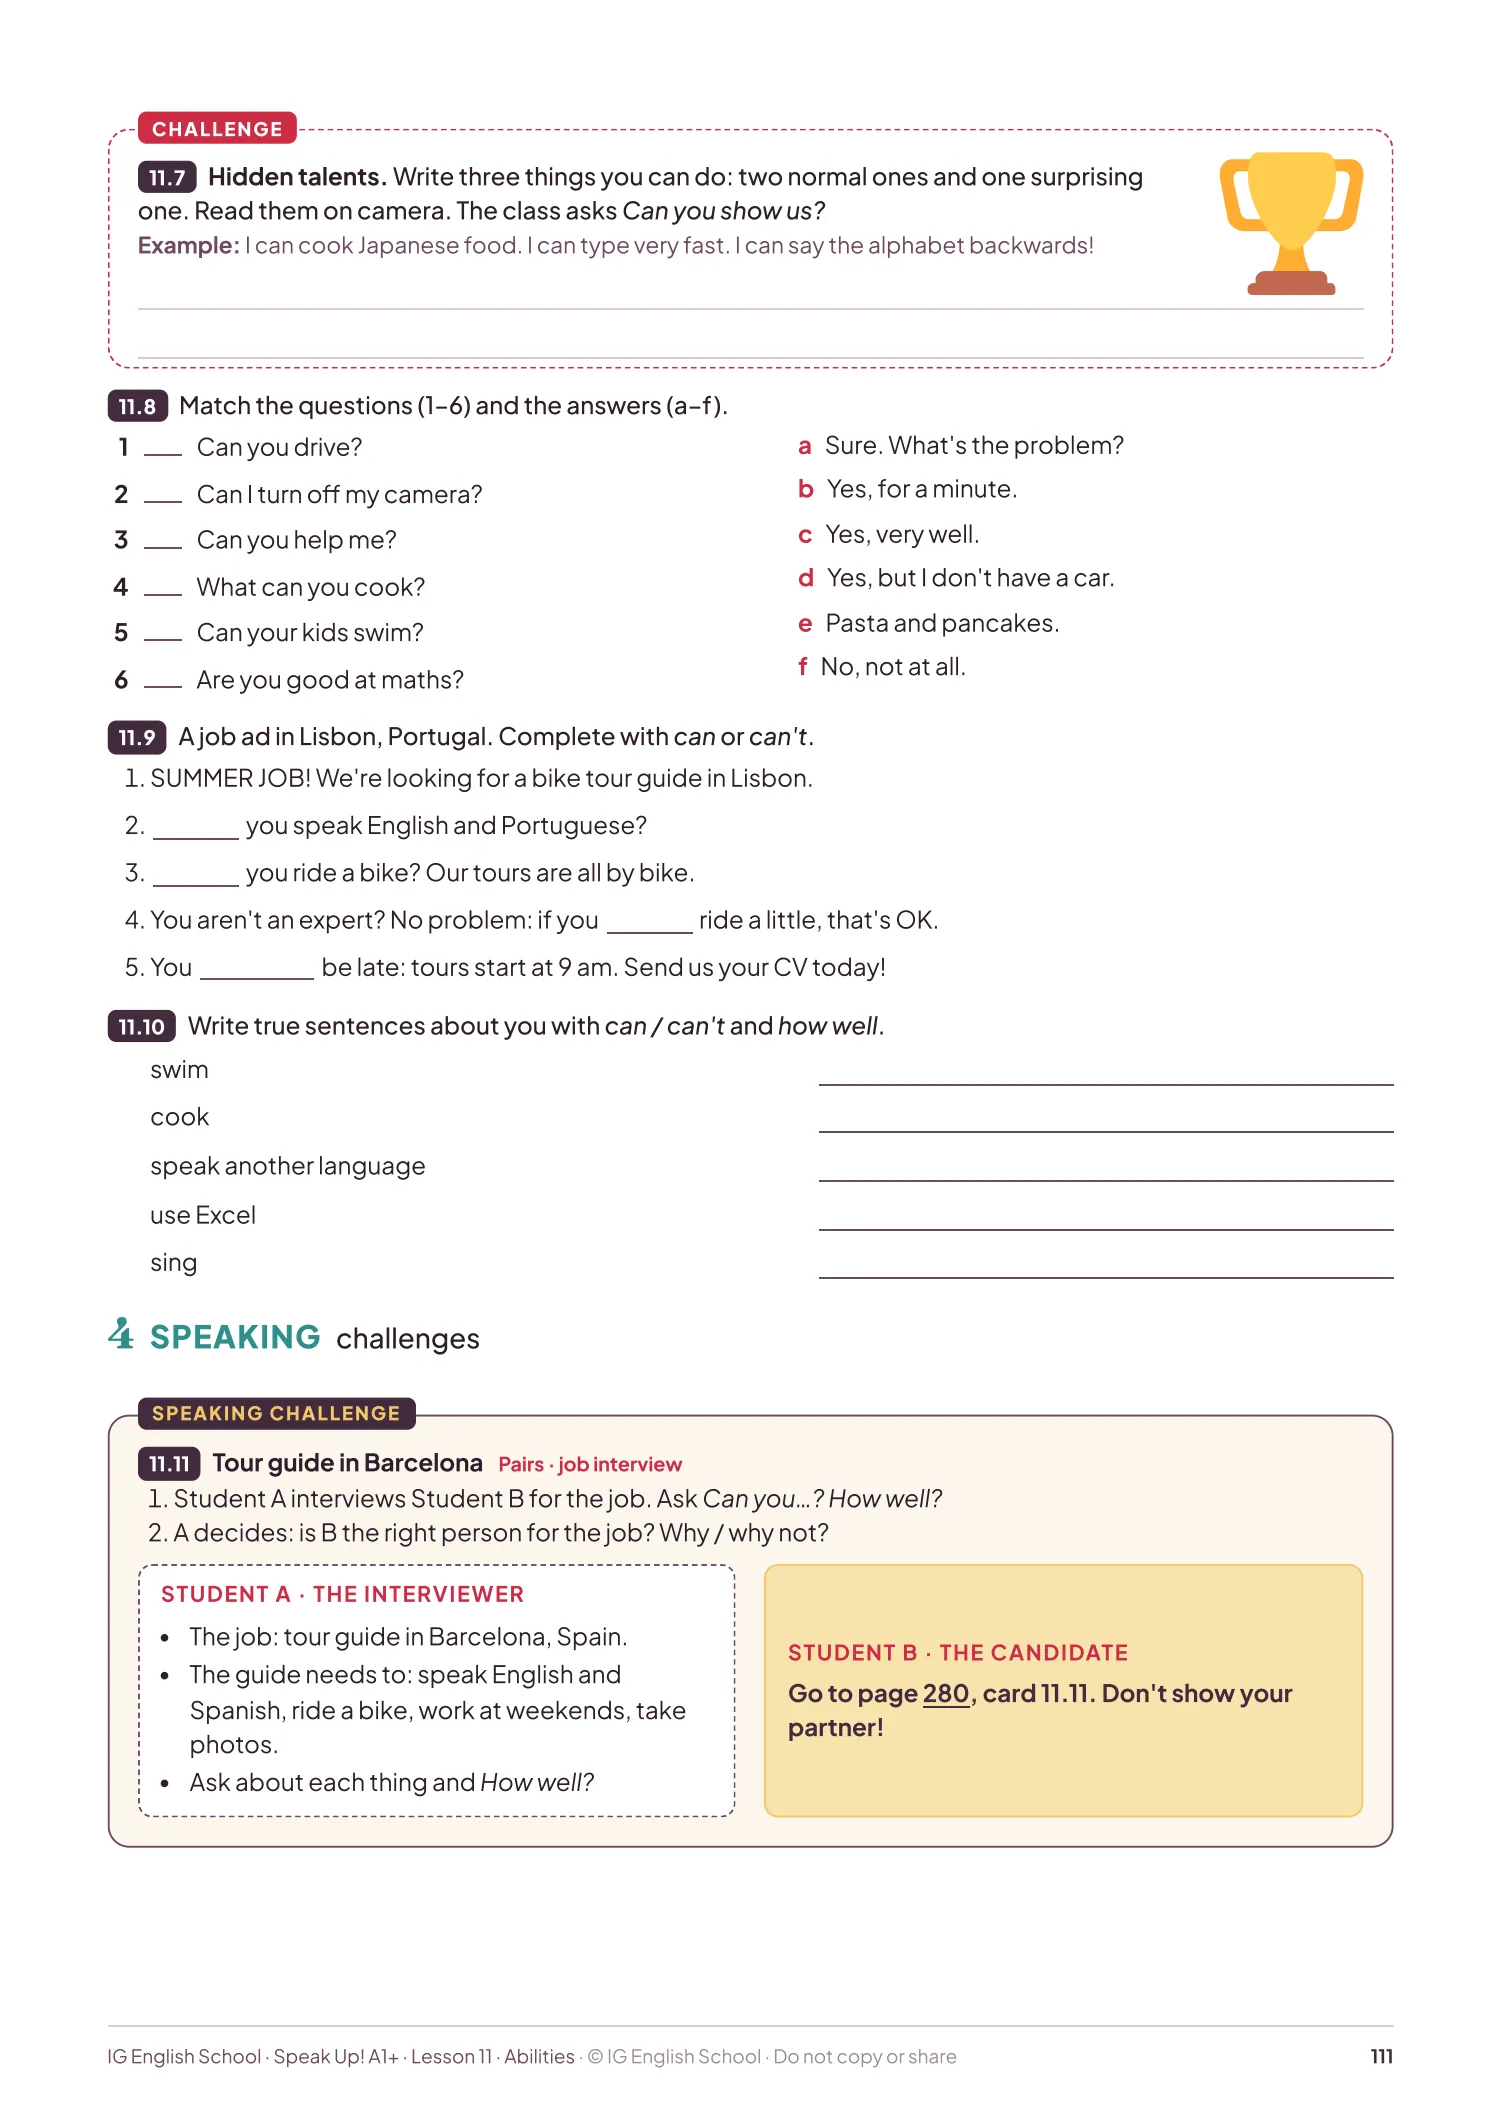 CHALLENGE
11.7 Hidden talents. Write three things you can do: two normal ones and one surprising
one. Read them on camera. The class asks Can you show us?
Example: I can cook Japanese food. I can type very fast. I can say the alphabet backwards!
11.8 Match the questions (1–6) and the answers (a–f).
1 ___ Can you drive?
2 ___ Can I turn off my camera?
3 ___ Can you help me?
4 ___ What can you cook?
5 ___ Can your kids swim?
6 ___ Are you good at maths?
a Sure. What's the problem?
b Yes, for a minute.
c Yes, very well.
d Yes, but I don't have a car.
e Pasta and pancakes.
f No, not at all.
11.9 A job ad in Lisbon, Portugal. Complete with can or can't.
1. SUMMER JOB! We're looking for a bike tour guide in Lisbon.
2. ______ you speak English and Portuguese?
3. ______ you ride a bike? Our tours are all by bike.
4. You aren't an expert? No problem: if you ______ ride a little, that's OK.
5. You ________ be late: tours start at 9 am. Send us your CV today!
11.10 Write true sentences about you with can / can't and how well.
swim
cook
speak another language
use Excel
sing
4 SPEAKING challenges
SPEAKING CHALLENGE
11.11 Tour guide in Barcelona Pairs · job interview
1. Student A interviews Student B for the job. Ask Can you...? How well?
2. A decides: is B the right person for the job? Why / why not?
STUDENT A · THE INTERVIEWER
• The job: tour guide in Barcelona, Spain.
• The guide needs to: speak English and
Spanish, ride a bike, work at weekends, take
photos.
• Ask about each thing and How well?
STUDENT B · THE CANDIDATE
Go to page 280, card 11.11. Don't show your
partner!
IG English School · Speak Up! A1+ · Lesson 11 · Abilities · © IG English School · Do not copy or share
111